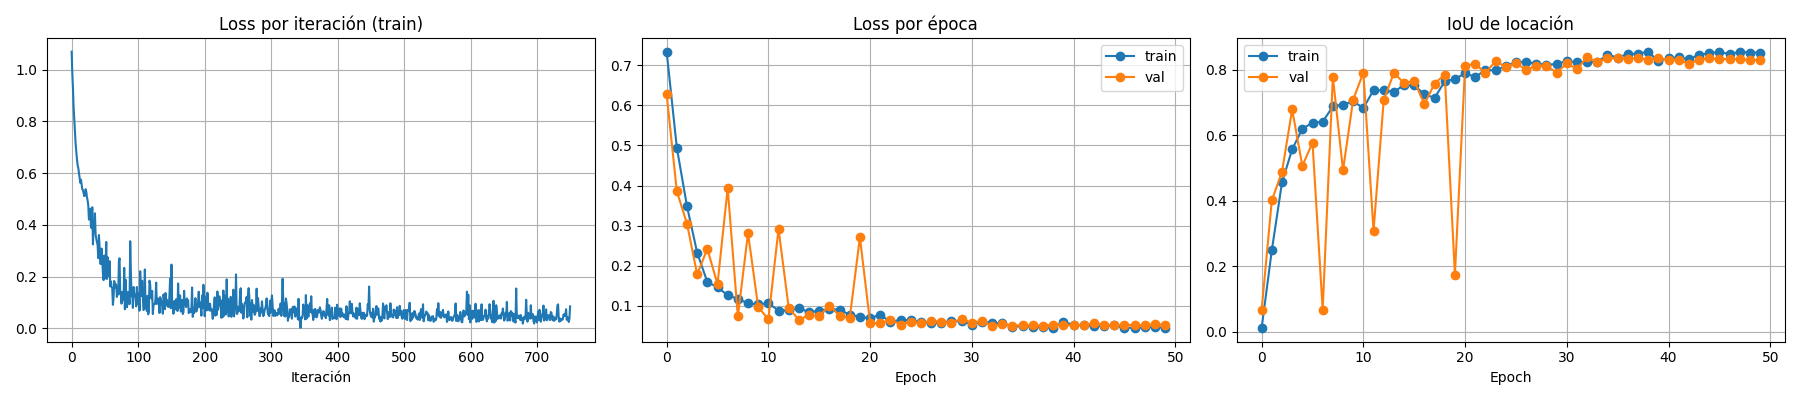 Loss por iteración (train)
1.0
0.8
0.6
0.4
0.2
0.0
0 100 200 300 400 500 600 700
Iteración
Loss por época
train
val
0.7
0.6
0.5
0.4
0.3
0.2
0.1
0 10 20 30 40 50
Epoch
IoU de locación
train
val
0.8
0.6
0.4
0.2
0.0
0 10 20 30 40 50
Epoch